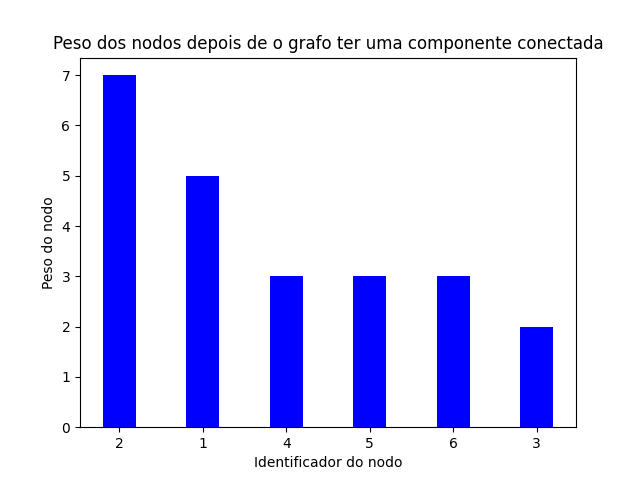 Peso dos nodos depois de o grafo ter uma componente conectada
7
6
5
4
3
2
1
0
Peso do nodo
2 1 4 5 6 3
Identificador do nodo